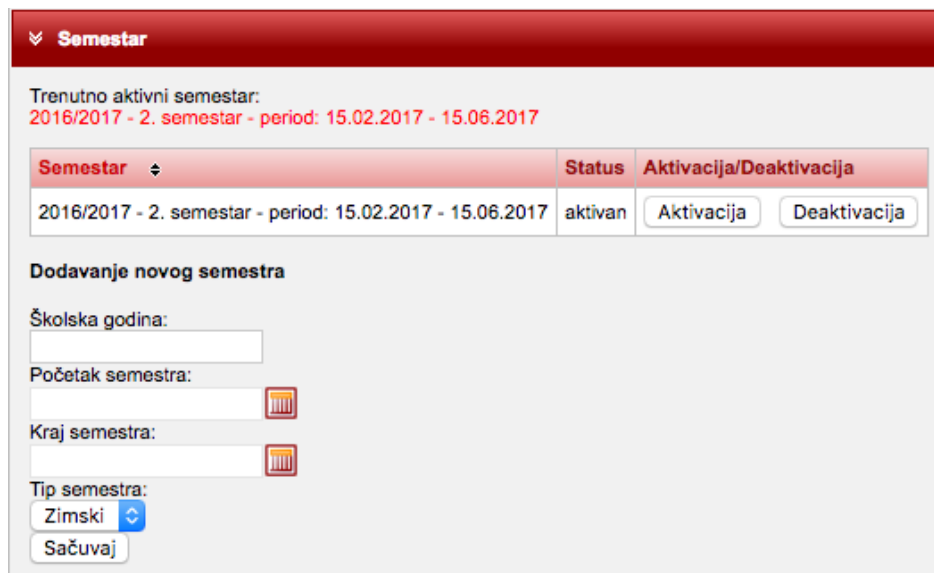 Semestar
Trenutno aktivni semestar:
2016/2017 - 2. semestar - period: 15.02.2017 - 15.06.2017
Semestar Status Aktivacija/Deaktivacija
2016/2017 - 2. semestar - period: 15.02.2017 - 15.06.2017 aktivan Aktivacija Deaktivacija
Dodavanje novog semestra
Školska godina:
Početak semestra:
Kraj semestra:
Tip semestra:
Zimski
Sačuvaj